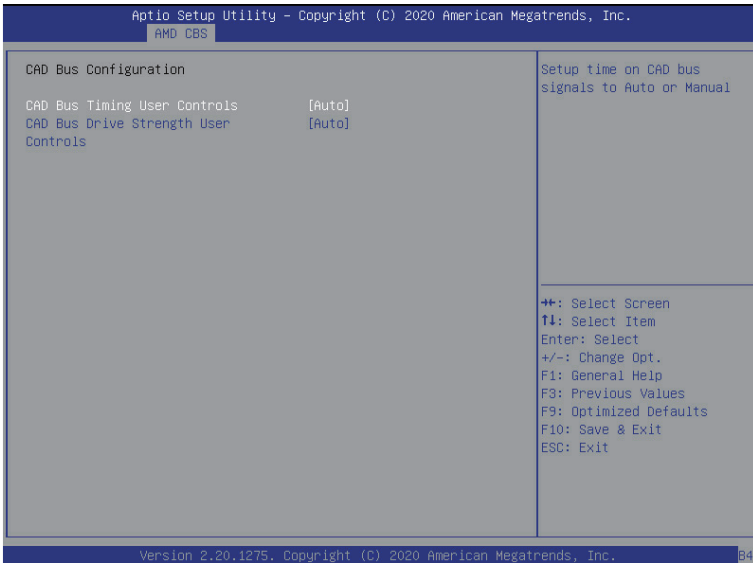 Aptio Setup Utility – Copyright (C) 2020 American Megatrends, Inc.
AMD CBS
CAD Bus Configuration
CAD Bus Timing User Controls [Auto]
CAD Bus Drive Strength User [Auto]
Controls
Setup time on CAD bus
signals to Auto or Manual
→←: Select Screen
↑↓: Select Item
Enter: Select
+/-: Change Opt.
F1: General Help
F3: Previous Values
F9: Optimized Defaults
F10: Save & Exit
ESC: Exit
Version 2.20.1275. Copyright (C) 2020 American Megatrends, Inc.
B4